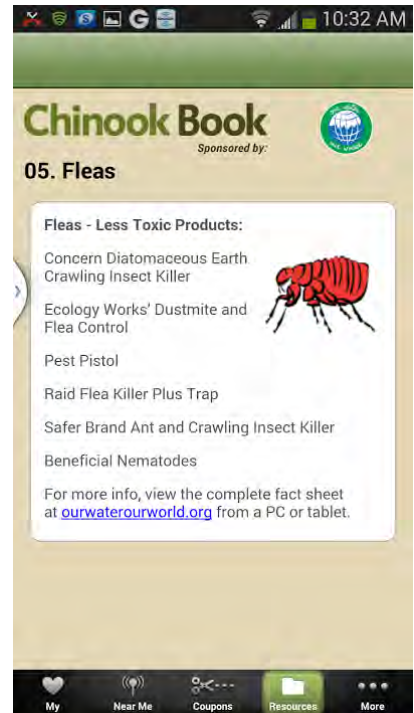 10:32 AM
Chinook Book
Sponsored by:
05. Fleas
Fleas - Less Toxic Products:
Concern Diatomaceous Earth
Crawling Insect Killer
Ecology Works' Dustmite and
Flea Control
Pest Pistol
Raid Flea Killer Plus Trap
Safer Brand Ant and Crawling Insect Killer
Beneficial Nematodes
For more info, view the complete fact sheet
at ourwaterourworld.org from a PC or tablet.
My Near Me Coupons Resources More